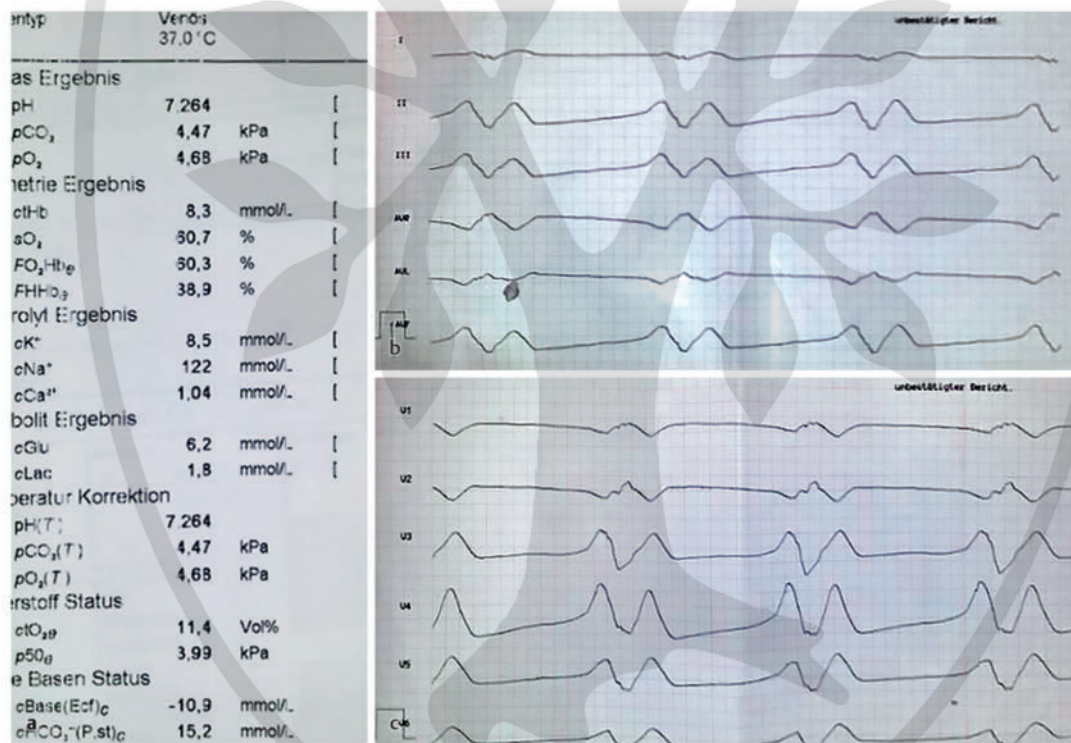 entyp Venös
37,0 °C
as Ergebnis
pH 7.264 [
pCO₂ 4,47 kPa [
pO₂ 4,68 kPa [
netrie Ergebnis
ctHb 8,3 mmol/L [
sO₂ 60,7 % [
FO₂Hbe 60,3 % [
FHHbe 38,9 % [
rolyt Ergebnis
cK⁺ 8,5 mmol/L [
cNa⁺ 122 mmol/L [
cCa²⁺ 1,04 mmol/L [
bolit Ergebnis
cGlu 6,2 mmol/L [
cLac 1,8 mmol/L [
peratur Korrektion
pH(T) 7.264
pCO₂(T) 4,47 kPa
pO₂(T) 4,68 kPa
erstoff Status
ctO₂e 11,4 Vol%
p50e 3,99 kPa
e Basen Status
cBase(Ecf)c -10,9 mmol/L
cHCO₃⁻(P,st)c 15,2 mmol/L
a
unbestätigter Bericht.
I
II
III
AVR
AVL
AVF
b
unbestätigter Bericht.
V1
V2
V3
V4
V5
V6
c